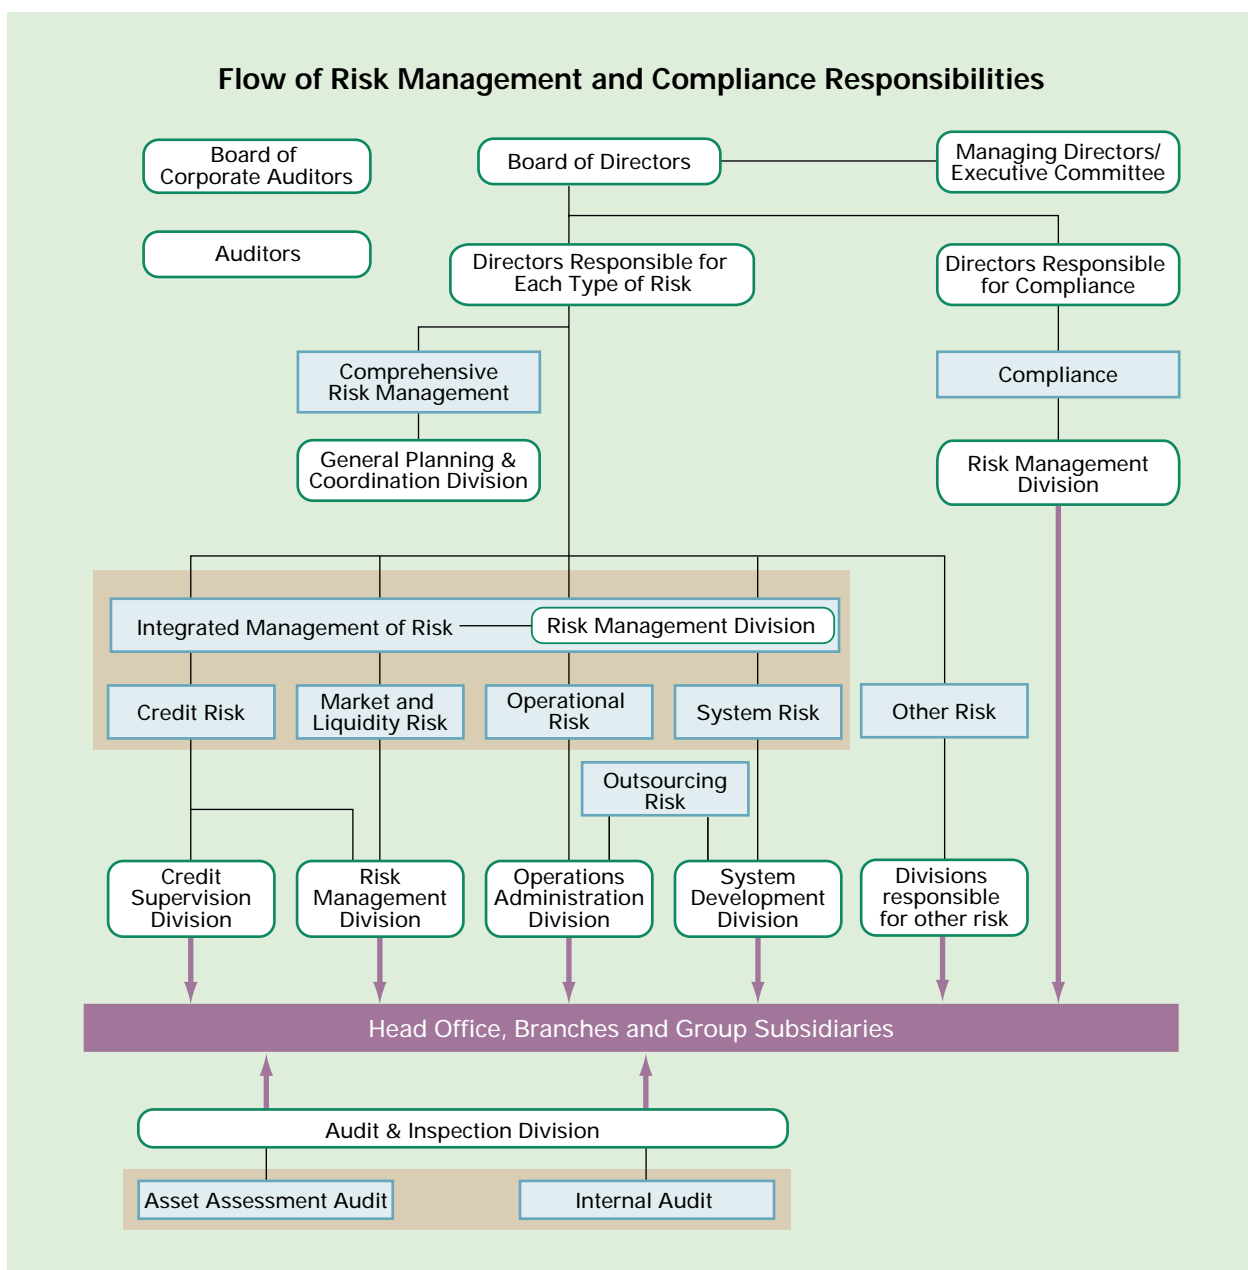 Flow of Risk Management and Compliance Responsibilities
Board of
Corporate Auditors
Board of Directors
Managing Directors/
Executive Committee
Auditors
Directors Responsible for
Each Type of Risk
Directors Responsible
for Compliance
Comprehensive
Risk Management
Compliance
General Planning &
Coordination Division
Risk Management
Division
Integrated Management of Risk
Risk Management Division
Credit Risk
Market and
Liquidity Risk
Operational
Risk
System Risk
Other Risk
Outsourcing
Risk
Credit
Supervision
Division
Risk
Management
Division
Operations
Administration
Division
System
Development
Division
Divisions
responsible
for other risk
Head Office, Branches and Group Subsidiaries
Audit & Inspection Division
Asset Assessment Audit
Internal Audit